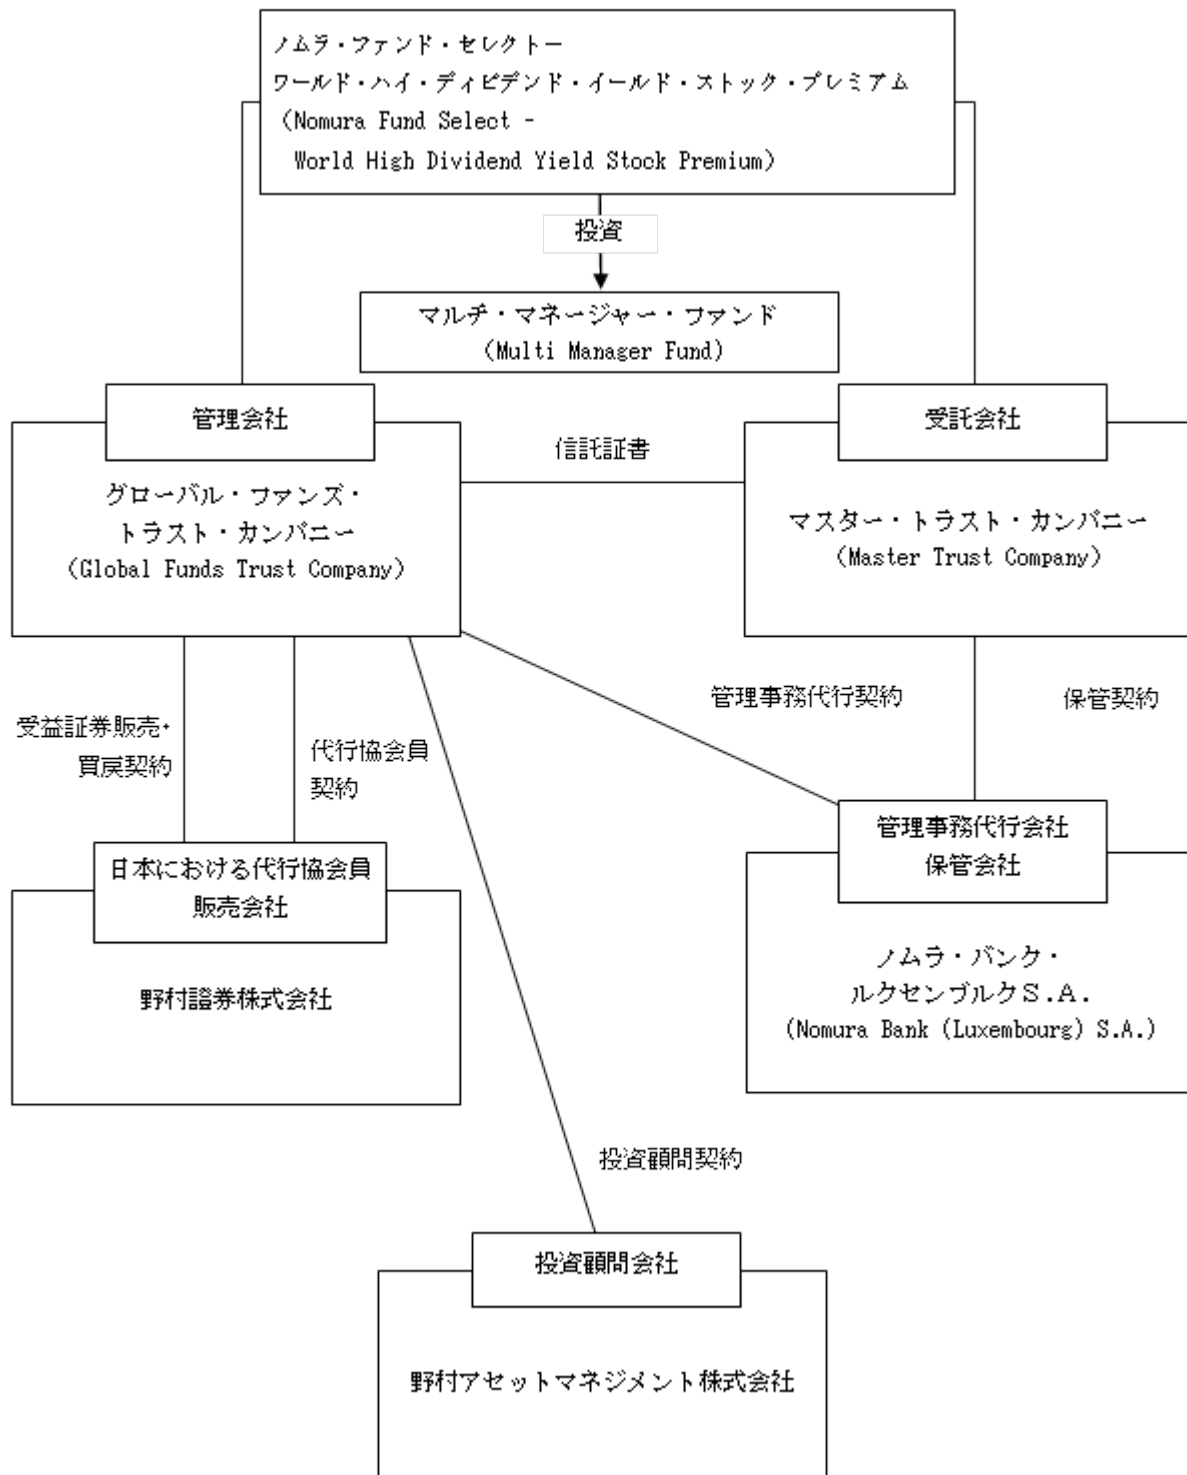 ノムラ・ファンド・セレクト－
ワールド・ハイ・ディビデンド・イールド・ストック・プレミアム
（Nomura Fund Select -
World High Dividend Yield Stock Premium）
投資
マルチ・マネージャー・ファンド
（Multi Manager Fund）
管理会社
グローバル・ファンズ・
トラスト・カンパニー
（Global Funds Trust Company）
信託証書
受託会社
マスター・トラスト・カンパニー
（Master Trust Company）
受益証券販売・
買戻契約
代行協会員
契約
管理事務代行契約
保管契約
日本における代行協会員
販売会社
野村證券株式会社
管理事務代行会社
保管会社
ノムラ・バンク・
ルクセンブルクＳ.Ａ.
(Nomura Bank (Luxembourg) S.A.)
投資顧問契約
投資顧問会社
野村アセットマネジメント株式会社